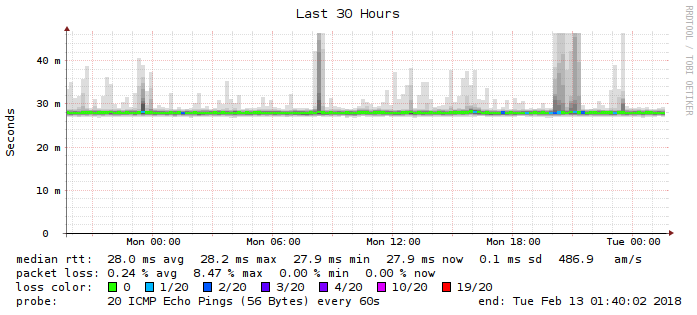 Last 30 Hours
RRDTOOL / TOBI OETIKER
Seconds
40 m
30 m
20 m
10 m
0
Mon 00:00 Mon 06:00 Mon 12:00 Mon 18:00 Tue 00:00
median rtt: 28.0 ms avg 28.2 ms max 27.9 ms min 27.9 ms now 0.1 ms sd 486.9 am/s
packet loss: 0.24 % avg 8.47 % max 0.00 % min 0.00 % now
loss color: 0 1/20 2/20 3/20 4/20 10/20 19/20
probe: 20 ICMP Echo Pings (56 Bytes) every 60s end: Tue Feb 13 01:40:02 2018